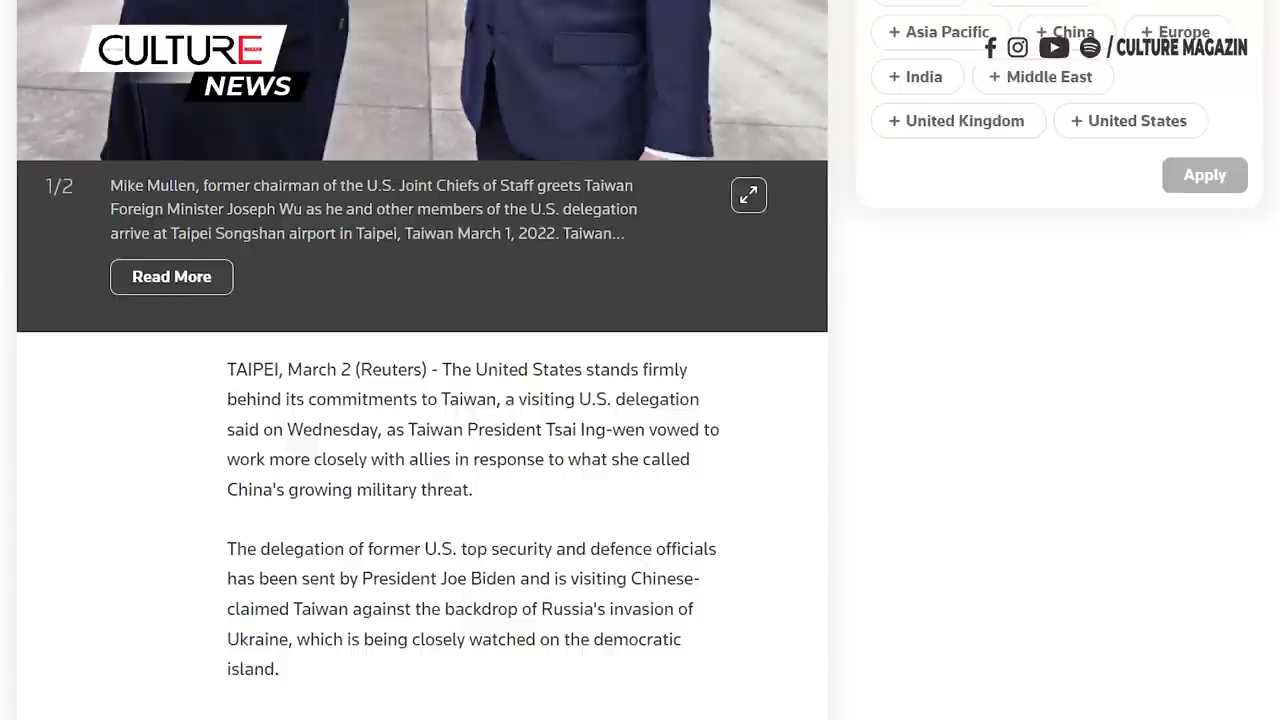 CULTURE
NEWS
+ Asia Pacific
+ China
+ Europe
/ CULTURE MAGAZIN
+ India
+ Middle East
+ United Kingdom
+ United States
Apply
1/2
Mike Mullen, former chairman of the U.S. Joint Chiefs of Staff greets Taiwan
Foreign Minister Joseph Wu as he and other members of the U.S. delegation
arrive at Taipei Songshan airport in Taipei, Taiwan March 1, 2022. Taiwan...
Read More
TAIPEI, March 2 (Reuters) - The United States stands firmly
behind its commitments to Taiwan, a visiting U.S. delegation
said on Wednesday, as Taiwan President Tsai Ing-wen vowed to
work more closely with allies in response to what she called
China's growing military threat.
The delegation of former U.S. top security and defence officials
has been sent by President Joe Biden and is visiting Chinese-
claimed Taiwan against the backdrop of Russia's invasion of
Ukraine, which is being closely watched on the democratic
island.